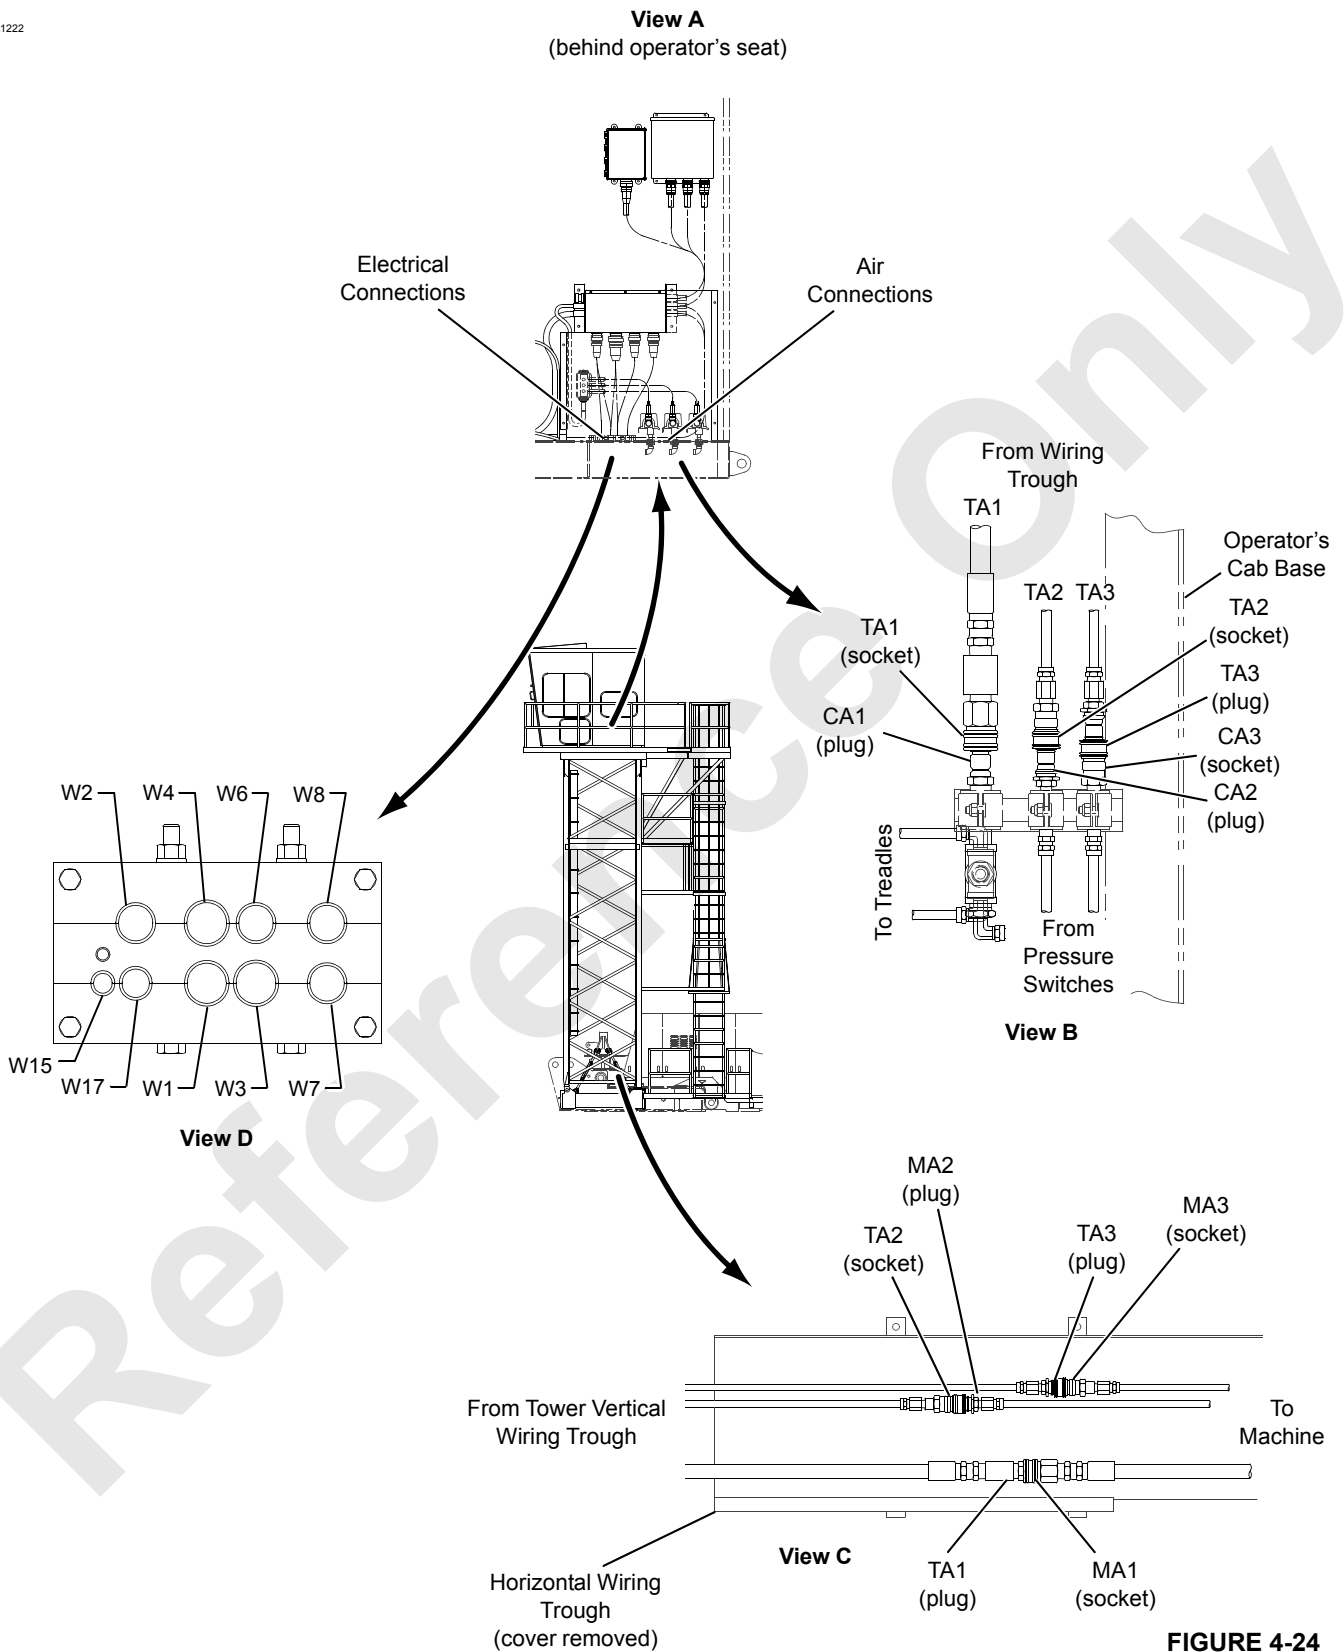 1222
View A
(behind operator’s seat)
Electrical
Connections
Air
Connections
From Wiring
Trough
TA1
Operator’s
Cab Base
TA2
TA3
TA2
(socket)
TA1
(socket)
TA3
(plug)
CA1
(plug)
CA3
(socket)
CA2
(plug)
To Treadles
From
Pressure
Switches
View B
W2
W4
W6
W8
W15
W17
W1
W3
W7
View D
MA2
(plug)
MA3
(socket)
TA2
(socket)
TA3
(plug)
From Tower Vertical
Wiring Trough
To
Machine
View C
TA1
(plug)
MA1
(socket)
Horizontal Wiring
Trough
(cover removed)
FIGURE 4-24
Reference Only